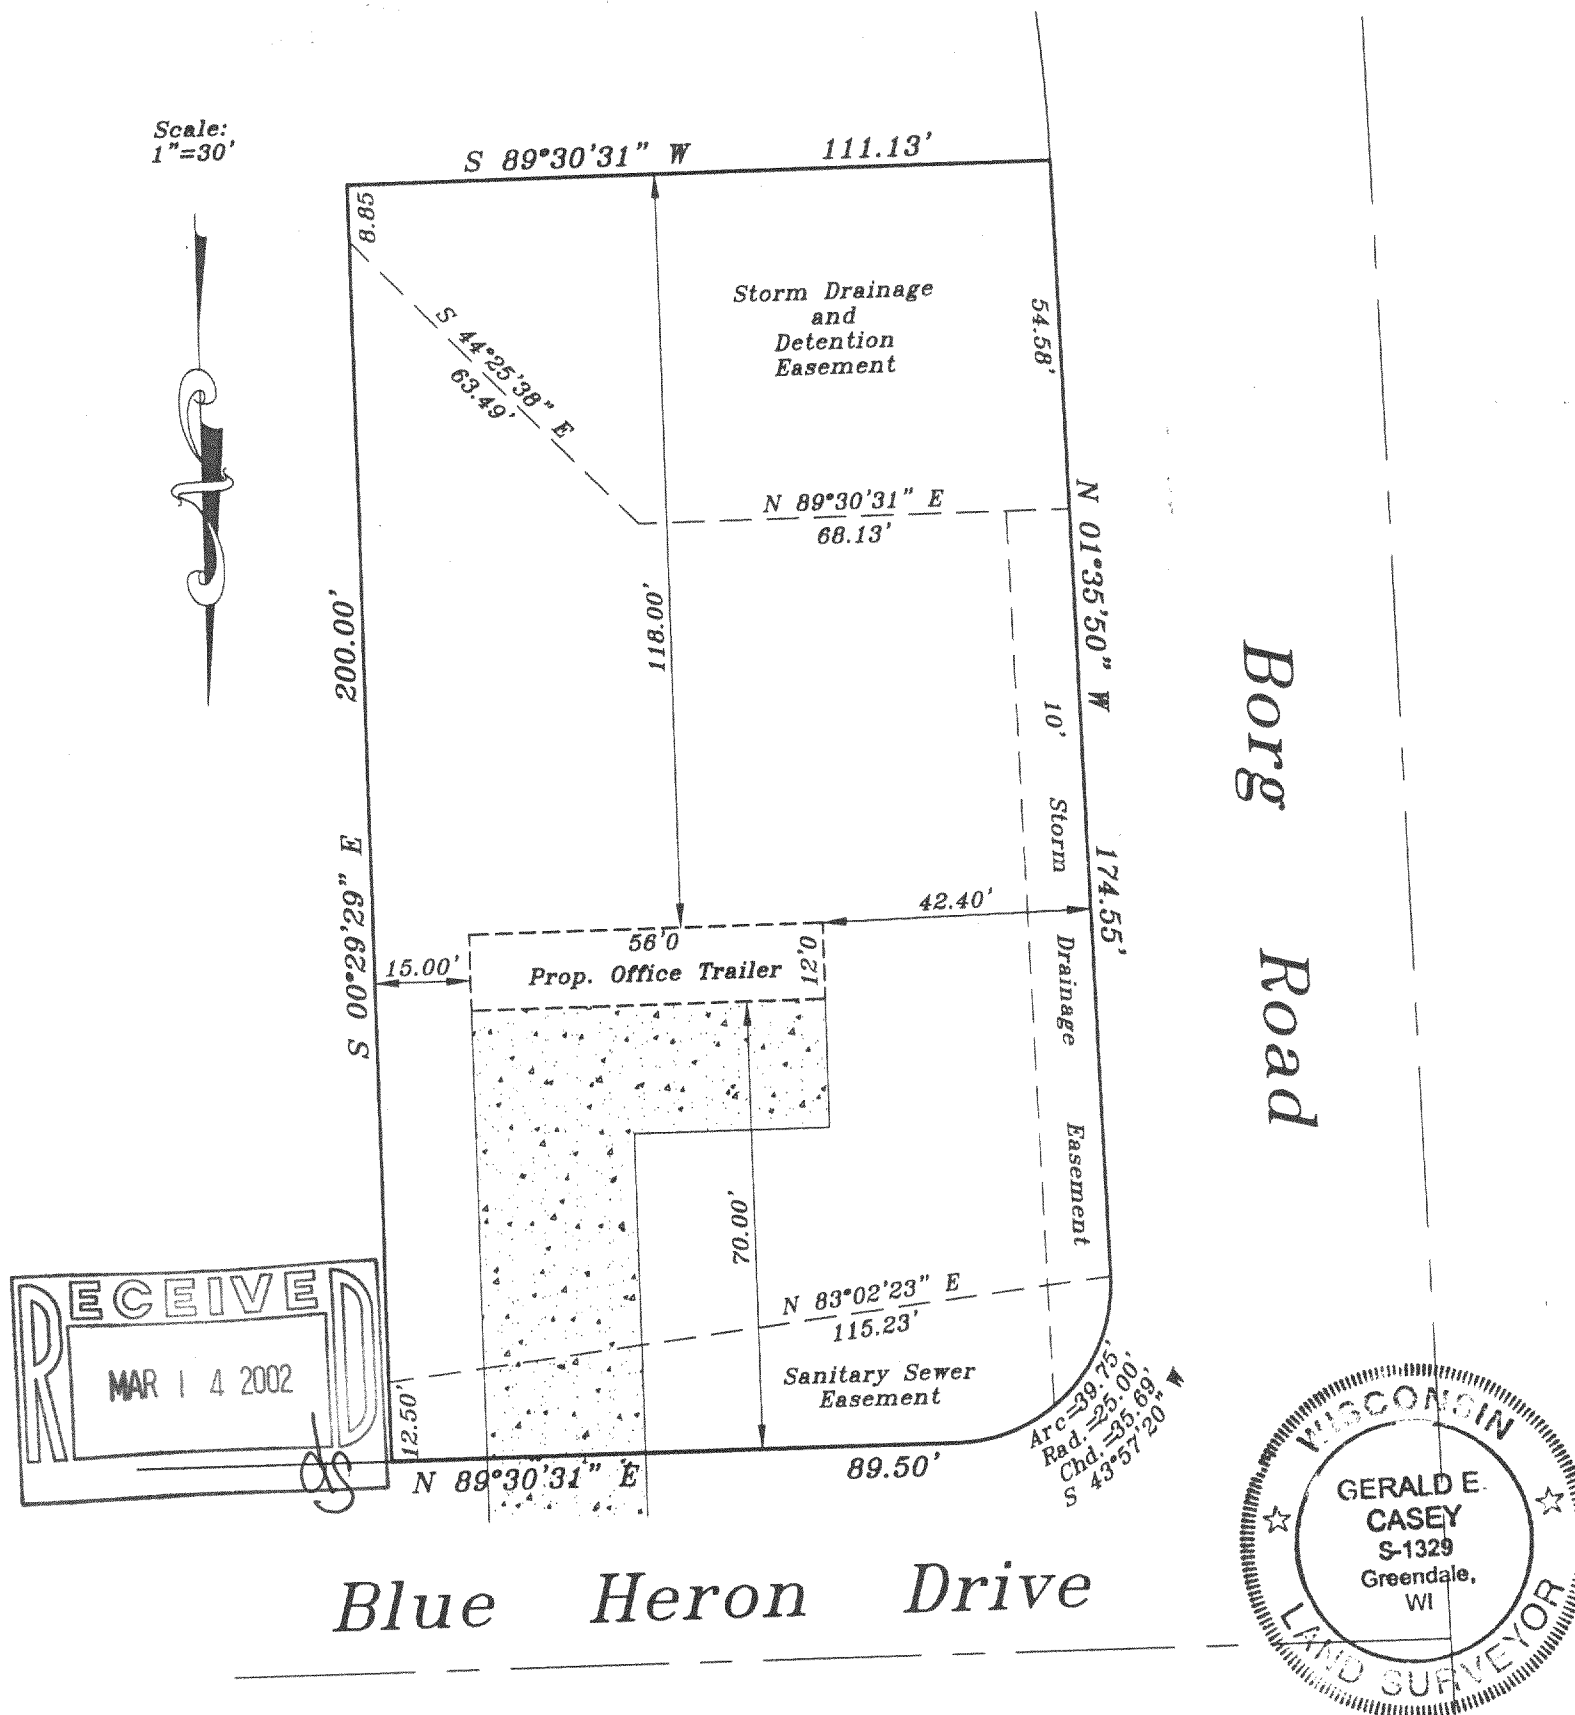 Scale:
1"=30'
S 89°30'31" W 111.13'
8.85
S 44°25'38" E
63.49'
Storm Drainage
and
Detention
Easement
54.58'
N 89°30'31" E
68.13'
N 01°35'50" W 174.55'
118.00'
S 00°29'29" E 200.00'
10' Storm Drainage Easement
Borg Road
42.40'
15.00'
56'0
12'0
Prop. Office Trailer
70.00'
N 83°02'23" E
115.23'
Sanitary Sewer
Easement
12.50'
N 89°30'31" E 89.50'
Arc=39.75'
Rad.=25.00'
Chd.=35.69'
S 43°57'20" W
RECEIVED
MAR 14 2002
ds
Blue Heron Drive
WISCONSIN
GERALD E.
CASEY
S-1329
Greendale,
WI
LAND SURVEYOR